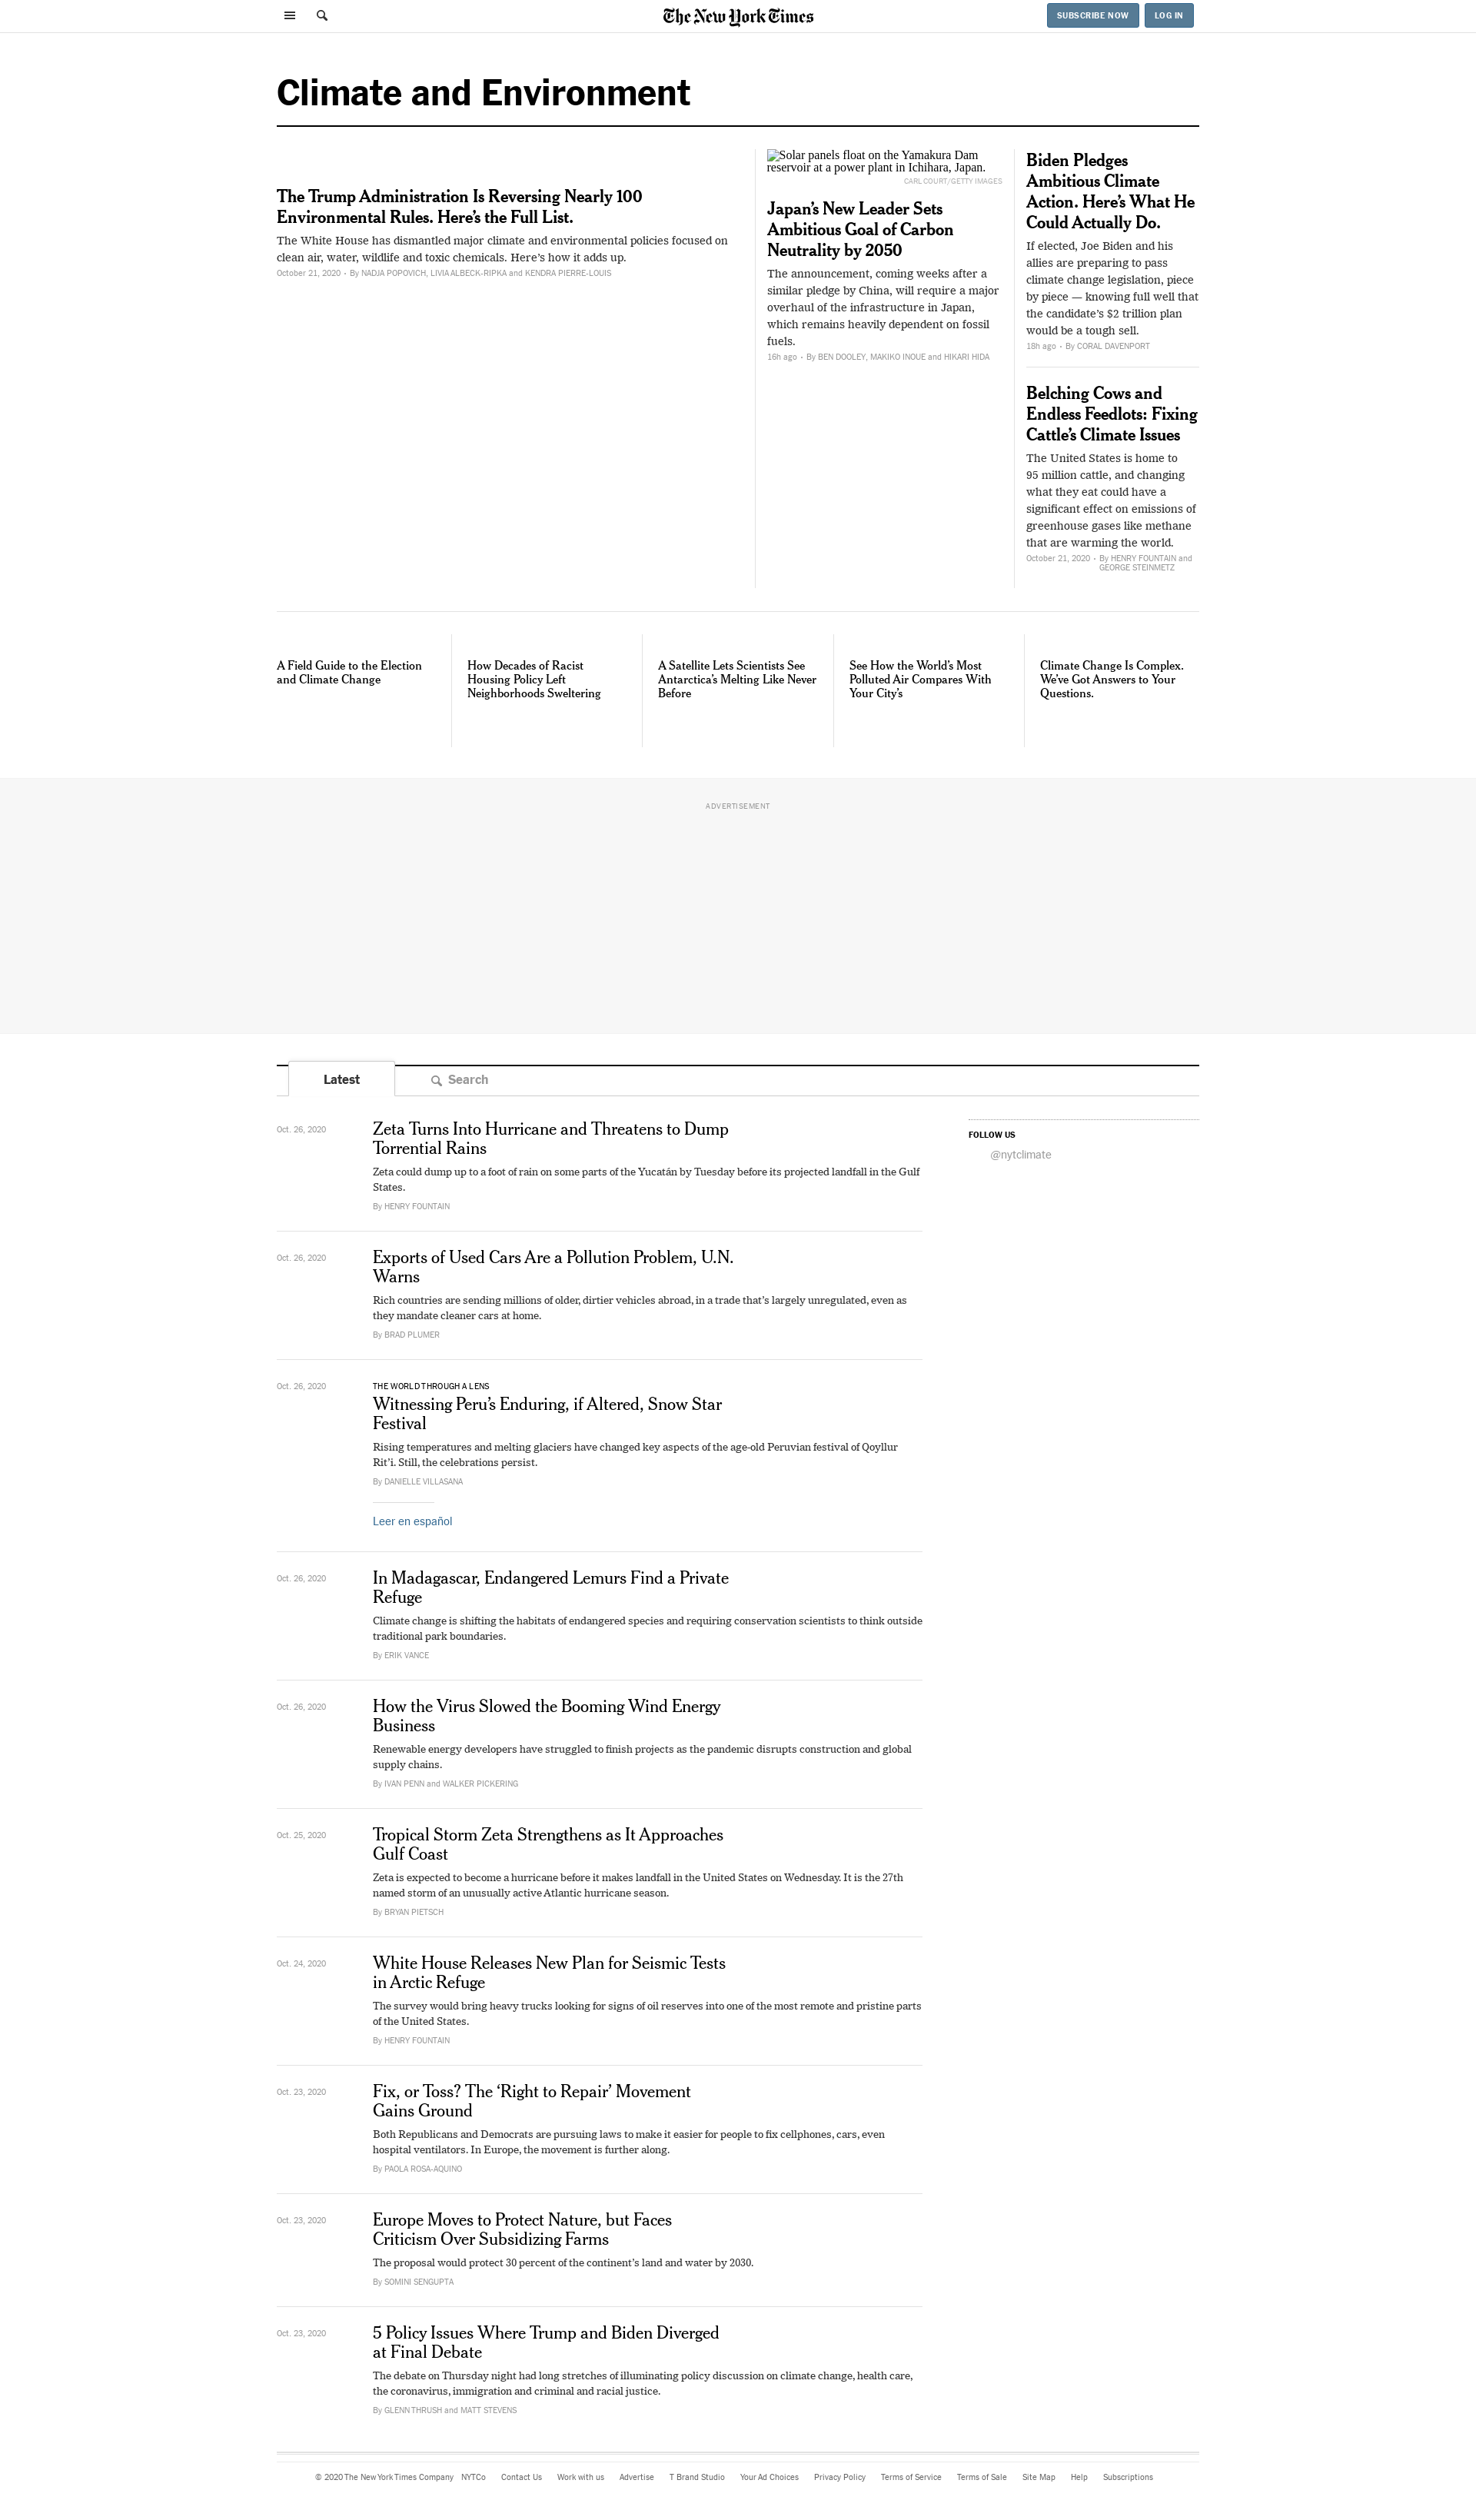 The New York Times
SUBSCRIBE NOW
LOG IN
Climate and Environment
The Trump Administration Is Reversing Nearly 100
Environmental Rules. Here’s the Full List.
The White House has dismantled major climate and environmental policies focused on
clean air, water, wildlife and toxic chemicals. Here’s how it adds up.
October 21, 2020 • By NADJA POPOVICH, LIVIA ALBECK-RIPKA and KENDRA PIERRE-LOUIS
Solar panels float on the Yamakura Dam
reservoir at a power plant in Ichihara, Japan.
CARL COURT/GETTY IMAGES
Japan’s New Leader Sets
Ambitious Goal of Carbon
Neutrality by 2050
The announcement, coming weeks after a
similar pledge by China, will require a major
overhaul of the infrastructure in Japan,
which remains heavily dependent on fossil
fuels.
16h ago • By BEN DOOLEY, MAKIKO INOUE and HIKARI HIDA
Biden Pledges
Ambitious Climate
Action. Here’s What He
Could Actually Do.
If elected, Joe Biden and his
allies are preparing to pass
climate change legislation, piece
by piece — knowing full well that
the candidate’s $2 trillion plan
would be a tough sell.
18h ago • By CORAL DAVENPORT
Belching Cows and
Endless Feedlots: Fixing
Cattle’s Climate Issues
The United States is home to
95 million cattle, and changing
what they eat could have a
significant effect on emissions of
greenhouse gases like methane
that are warming the world.
October 21, 2020 • By HENRY FOUNTAIN and
GEORGE STEINMETZ
A Field Guide to the Election
and Climate Change
How Decades of Racist
Housing Policy Left
Neighborhoods Sweltering
A Satellite Lets Scientists See
Antarctica’s Melting Like Never
Before
See How the World’s Most
Polluted Air Compares With
Your City’s
Climate Change Is Complex.
We’ve Got Answers to Your
Questions.
ADVERTISEMENT
Latest
Search
Oct. 26, 2020
Zeta Turns Into Hurricane and Threatens to Dump
Torrential Rains
Zeta could dump up to a foot of rain on some parts of the Yucatán by Tuesday before its projected landfall in the Gulf
States.
By HENRY FOUNTAIN
FOLLOW US
@nytclimate
Oct. 26, 2020
Exports of Used Cars Are a Pollution Problem, U.N.
Warns
Rich countries are sending millions of older, dirtier vehicles abroad, in a trade that’s largely unregulated, even as
they mandate cleaner cars at home.
By BRAD PLUMER
Oct. 26, 2020
THE WORLD THROUGH A LENS
Witnessing Peru’s Enduring, if Altered, Snow Star
Festival
Rising temperatures and melting glaciers have changed key aspects of the age-old Peruvian festival of Qoyllur
Rit’i. Still, the celebrations persist.
By DANIELLE VILLASANA
Leer en español
Oct. 26, 2020
In Madagascar, Endangered Lemurs Find a Private
Refuge
Climate change is shifting the habitats of endangered species and requiring conservation scientists to think outside
traditional park boundaries.
By ERIK VANCE
Oct. 26, 2020
How the Virus Slowed the Booming Wind Energy
Business
Renewable energy developers have struggled to finish projects as the pandemic disrupts construction and global
supply chains.
By IVAN PENN and WALKER PICKERING
Oct. 25, 2020
Tropical Storm Zeta Strengthens as It Approaches
Gulf Coast
Zeta is expected to become a hurricane before it makes landfall in the United States on Wednesday. It is the 27th
named storm of an unusually active Atlantic hurricane season.
By BRYAN PIETSCH
Oct. 24, 2020
White House Releases New Plan for Seismic Tests
in Arctic Refuge
The survey would bring heavy trucks looking for signs of oil reserves into one of the most remote and pristine parts
of the United States.
By HENRY FOUNTAIN
Oct. 23, 2020
Fix, or Toss? The ‘Right to Repair’ Movement
Gains Ground
Both Republicans and Democrats are pursuing laws to make it easier for people to fix cellphones, cars, even
hospital ventilators. In Europe, the movement is further along.
By PAOLA ROSA-AQUINO
Oct. 23, 2020
Europe Moves to Protect Nature, but Faces
Criticism Over Subsidizing Farms
The proposal would protect 30 percent of the continent’s land and water by 2030.
By SOMINI SENGUPTA
Oct. 23, 2020
5 Policy Issues Where Trump and Biden Diverged
at Final Debate
The debate on Thursday night had long stretches of illuminating policy discussion on climate change, health care,
the coronavirus, immigration and criminal and racial justice.
By GLENN THRUSH and MATT STEVENS
© 2020 The New York Times Company NYTCo Contact Us Work with us Advertise T Brand Studio Your Ad Choices Privacy Policy Terms of Service Terms of Sale Site Map Help Subscriptions